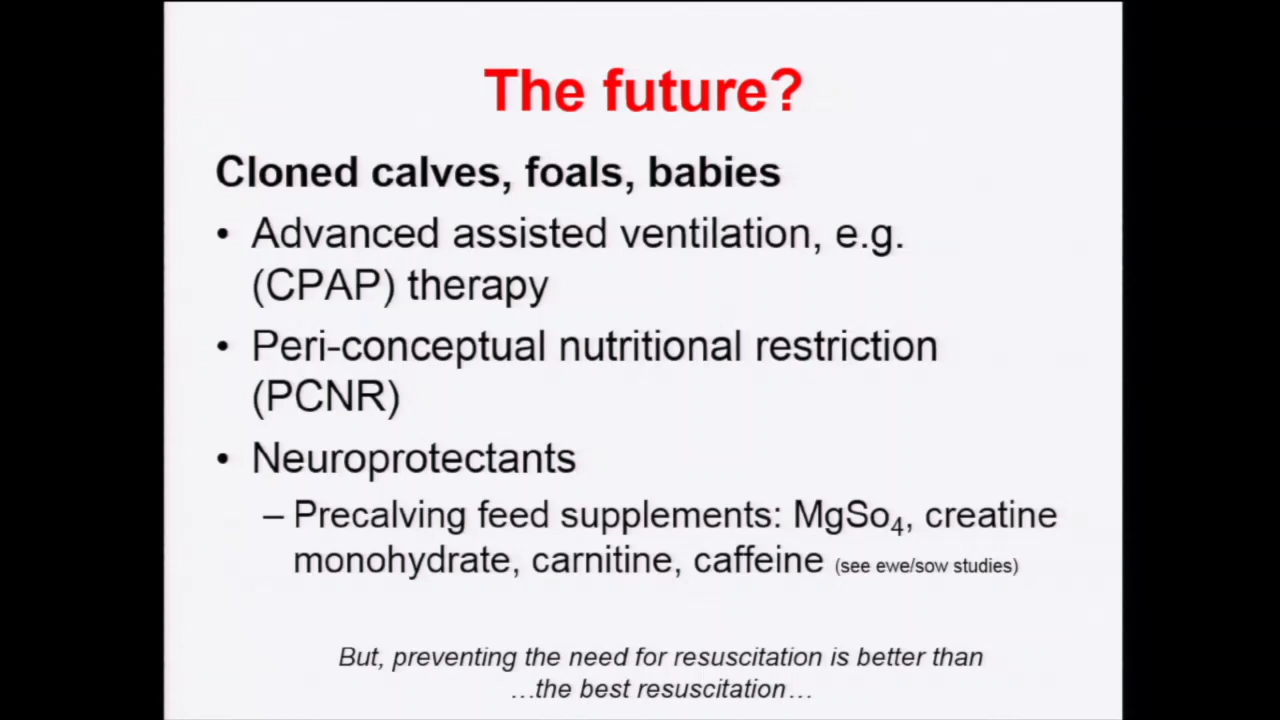 The future?
Cloned calves, foals, babies
• Advanced assisted ventilation, e.g.
(CPAP) therapy
• Peri-conceptual nutritional restriction
(PCNR)
• Neuroprotectants
– Precalving feed supplements: MgSo₄, creatine
monohydrate, carnitine, caffeine (see ewe/sow studies)
But, preventing the need for resuscitation is better than
…the best resuscitation…